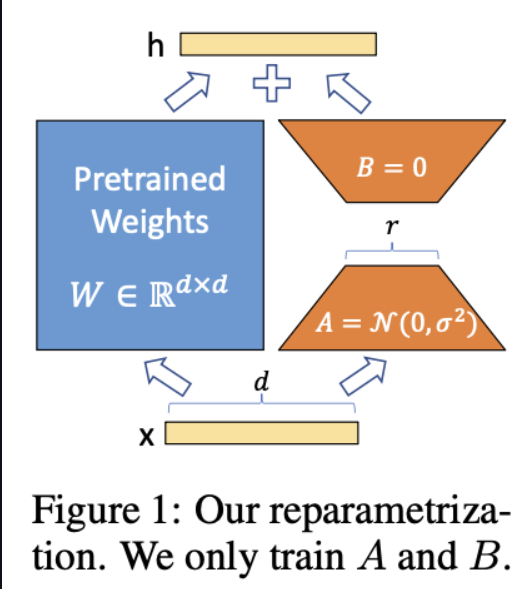 h
Pretrained
Weights
W ∈ ℝ^{d×d}
B = 0
r
A = 𝒩(0, σ²)
d
x
Figure 1: Our reparametriza-
tion. We only train A and B.